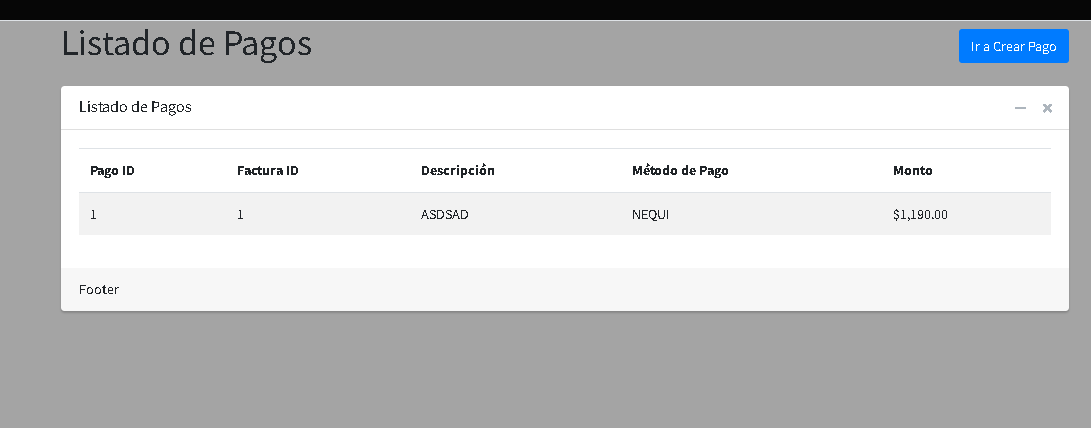 Listado de Pagos
Ir a Crear Pago
Listado de Pagos
Pago ID Factura ID Descripción Método de Pago Monto
1 1 ASDSAD NEQUI $1,190.00
Footer